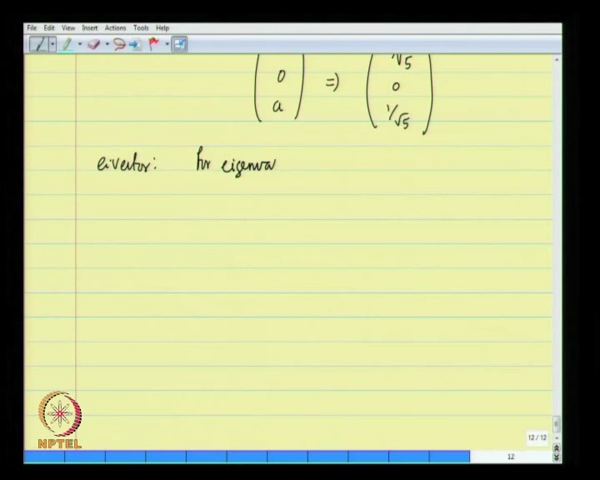 File Edit View Insert Actions Tools Help
√5
0 ⇒ 0
a 1/√5
eivector: for eigenva
NPTEL
12 / 12
12